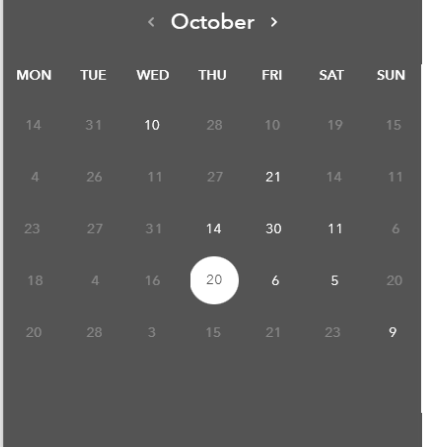 ‹ October ›
MON TUE WED THU FRI SAT SUN
14 31 10 28 10 19 15
4 26 11 27 21 14 11
23 27 31 14 30 11 6
18 4 16 20 6 5 20
20 28 3 15 21 23 9